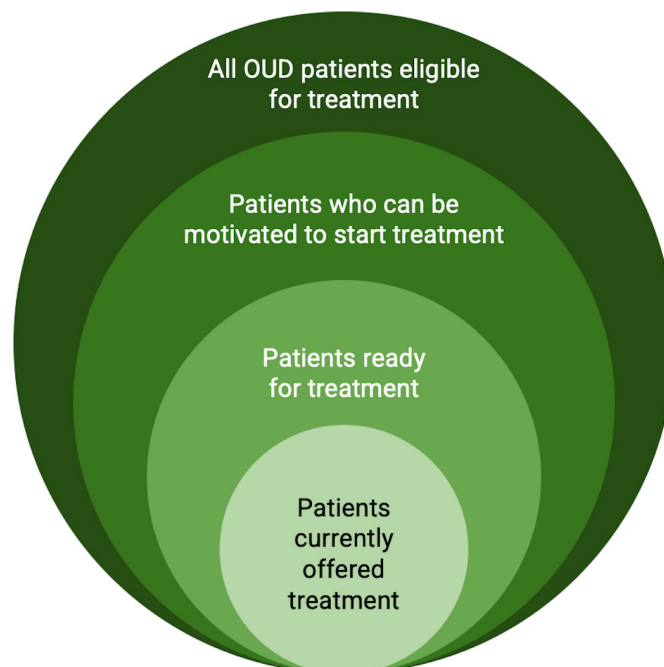 All OUD patients eligible
for treatment
Patients who can be
motivated to start treatment
Patients ready
for treatment
Patients
currently
offered
treatment